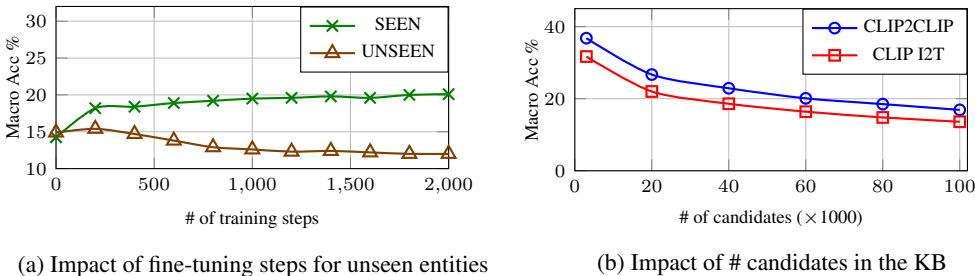 30
25
20
15
10
Macro Acc %
SEEN
UNSEEN
0
500
1,000
1,500
2,000
# of training steps
(a) Impact of fine-tuning steps for unseen entities
40
20
0
Macro Acc %
CLIP2CLIP
CLIP I2T
0
20
40
60
80
100
# of candidates (×1000)
(b) Impact of # candidates in the KB